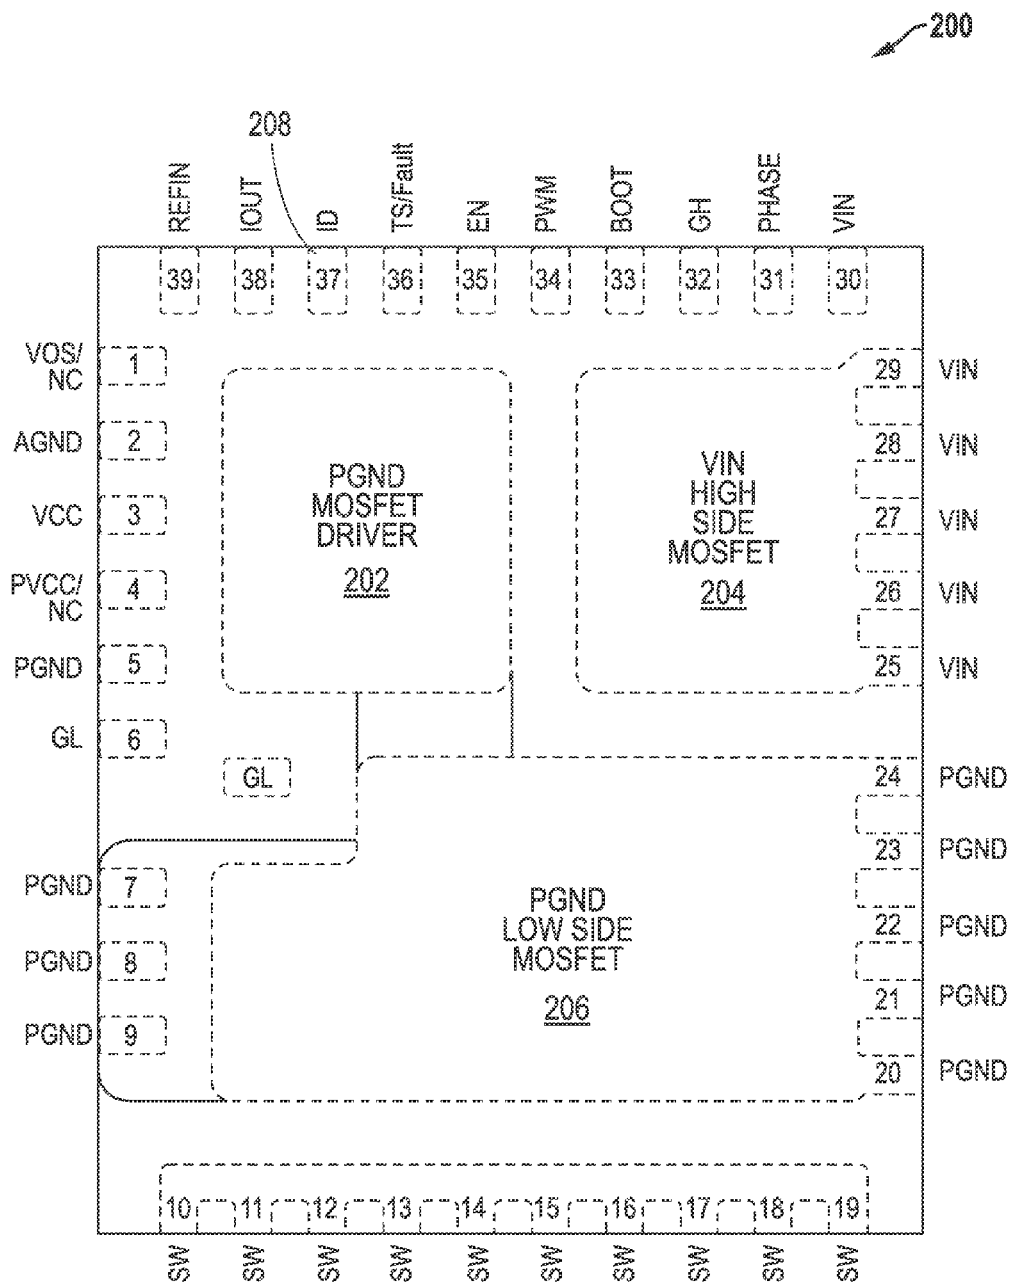 200
208
REFIN
IOUT
ID
TS/Fault
EN
PWM
BOOT
GH
PHASE
VIN
39
38
37
36
35
34
33
32
31
30
VOS/
NC
1
AGND
2
VCC
3
PVCC/
NC
4
PGND
5
GL
6
GL
PGND
7
PGND
8
PGND
9
PGND
MOSFET
DRIVER
202
VIN
HIGH
SIDE
MOSFET
204
29
VIN
28
VIN
27
VIN
26
VIN
25
VIN
24
PGND
23
PGND
22
PGND
21
PGND
20
PGND
PGND
LOW SIDE
MOSFET
206
10
11
12
13
14
15
16
17
18
19
SW
SW
SW
SW
SW
SW
SW
SW
SW
SW